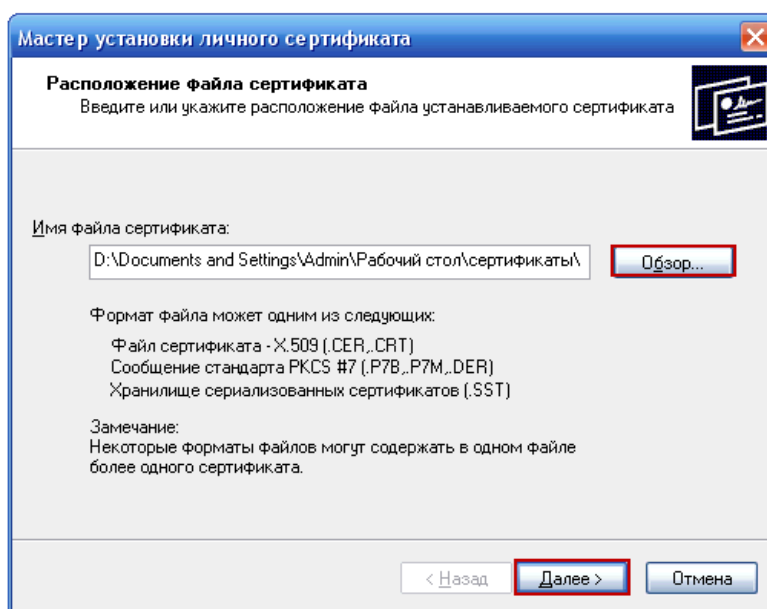 Мастер установки личного сертификата
Расположение файла сертификата
Введите или укажите расположение файла устанавливаемого сертификата
Имя файла сертификата:
D:\Documents and Settings\Admin\Рабочий стол\сертификаты\
Обзор...
Формат файла может одним из следующих:
Файл сертификата - X.509 (.CER,.CRT)
Сообщение стандарта PKCS #7 (.P7B,.P7M,.DER)
Хранилище сериализованных сертификатов (.SST)
Замечание:
Некоторые форматы файлов могут содержать в одном файле
более одного сертификата.
< Назад
Далее >
Отмена